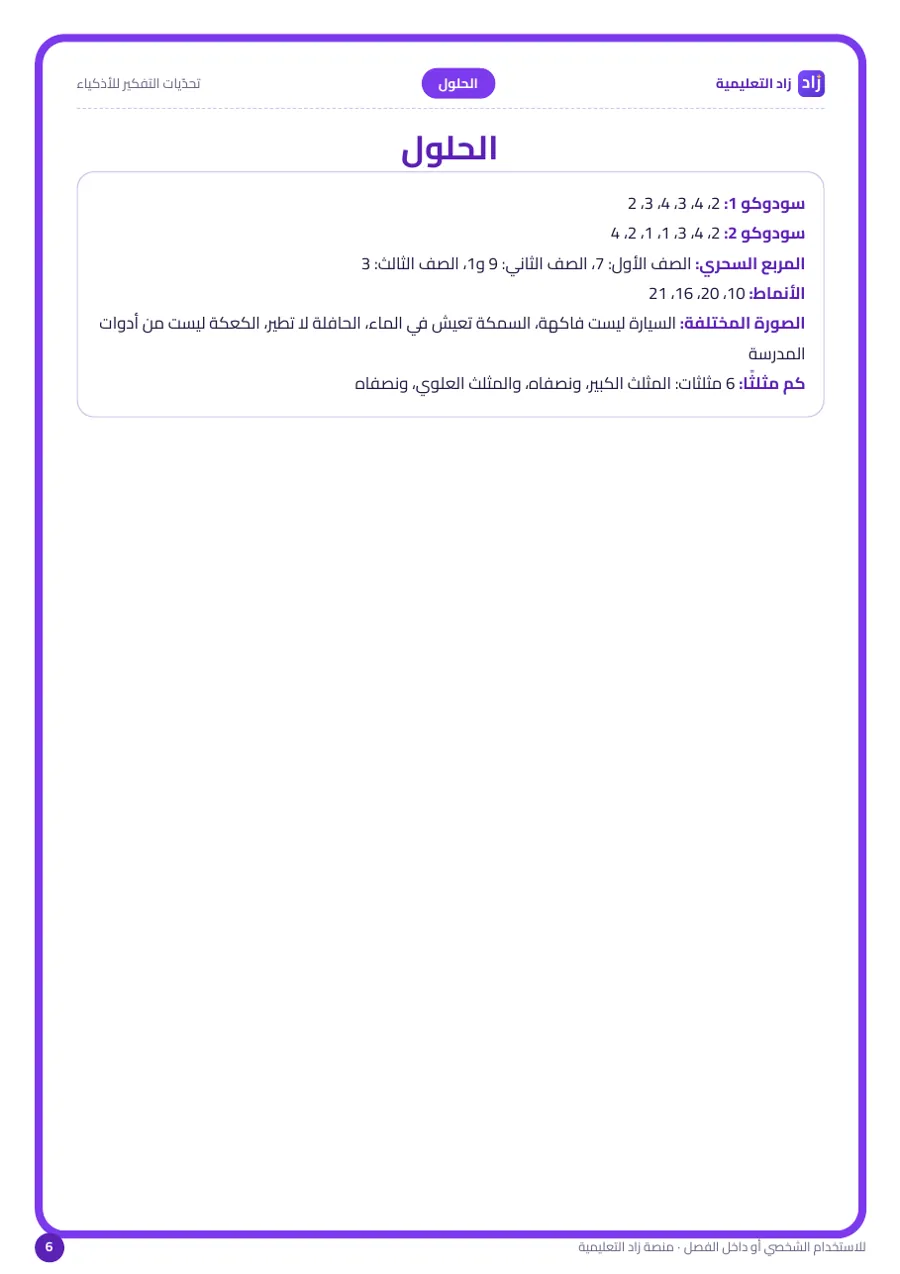 زاد زاد التعليمية
الحلول
تحدّيات التفكير للأذكياء
الحلول
سودوكو 1: 2، 4، 3، 4، 3، 2
سودوكو 2: 2، 4، 3، 1، 1، 2، 4
المربع السحري: الصف الأول: 7، الصف الثاني: 9 و1، الصف الثالث: 3
الأنماط: 10، 20، 16، 21
الصورة المختلفة: السيارة ليست فاكهة، السمكة تعيش في الماء، الحافلة لا تطير، الكعكة ليست من أدوات
المدرسة
كم مثلثًا: 6 مثلثات: المثلث الكبير، ونصفاه، والمثلث العلوي، ونصفاه
للاستخدام الشخصي أو داخل الفصل · منصة زاد التعليمية
6